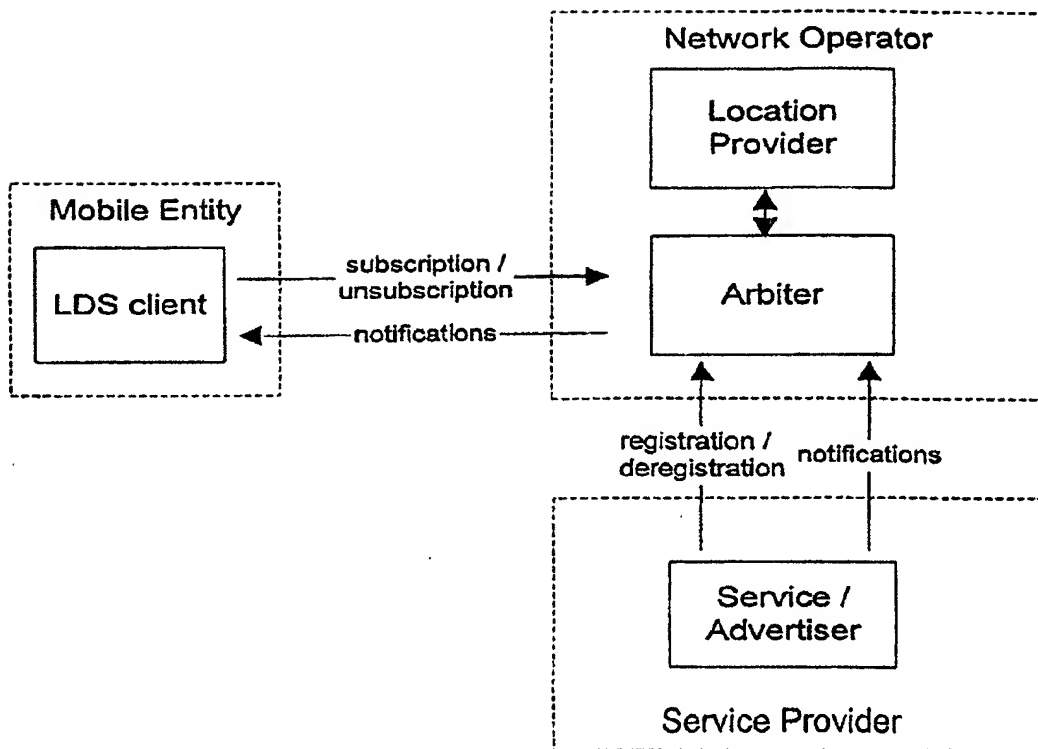 Network Operator
Location
Provider
Mobile Entity
LDS client
subscription /
unsubscription
notifications
Arbiter
registration /
deregistration
notifications
Service /
Advertiser
Service Provider